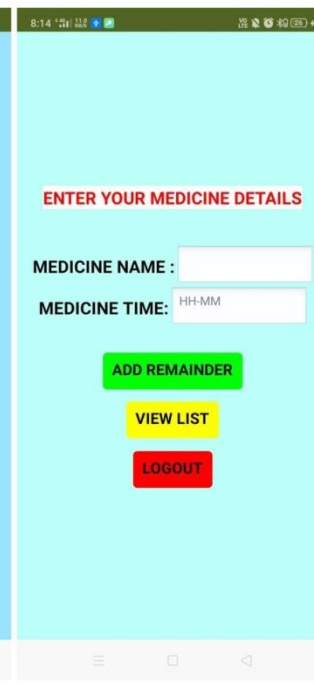 8:14
ENTER YOUR MEDICINE DETAILS
MEDICINE NAME :
MEDICINE TIME: HH-MM
ADD REMAINDER
VIEW LIST
LOGOUT